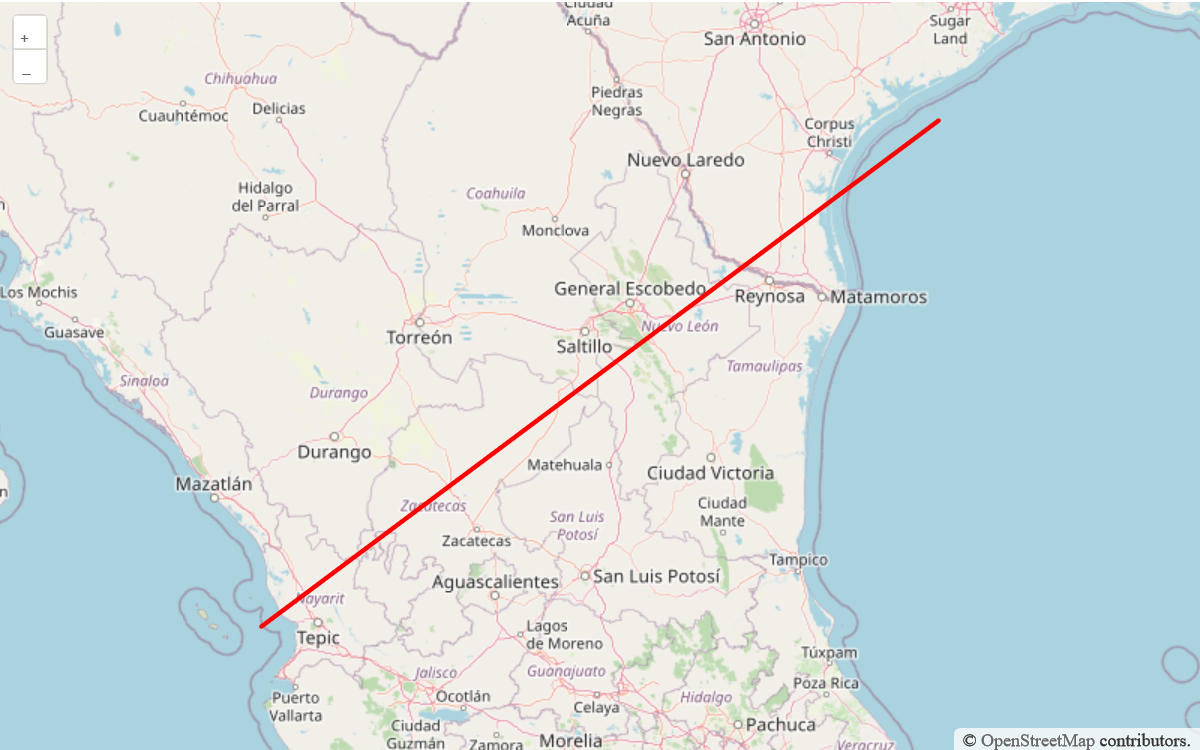 +
–
Ciudad
Acuña
San Antonio
Sugar
Land
Chihuahua
Cuauhtémoc
Delicias
Piedras
Negras
Corpus
Christi
Nuevo Laredo
Hidalgo
del Parral
Coahuila
Monclova
Los Mochis
Guasave
General Escobedo
Reynosa
Matamoros
Torreón
Saltillo
Nuevo León
Sinaloa
Durango
Tamaulipas
Durango
Matehuala
Ciudad Victoria
Mazatlán
Zacatecas
San Luis
Potosí
Ciudad
Mante
Zacatecas
Tampico
Aguascalientes
San Luis Potosí
Nayarit
Tepic
Lagos
de Moreno
Túxpam
Jalisco
Guanajuato
Poza Rica
Puerto
Vallarta
Ocotlán
Celaya
Hidalgo
Ciudad
Guzmán
Zamora
Morelia
Pachuca
Veracruz
© OpenStreetMap contributors.